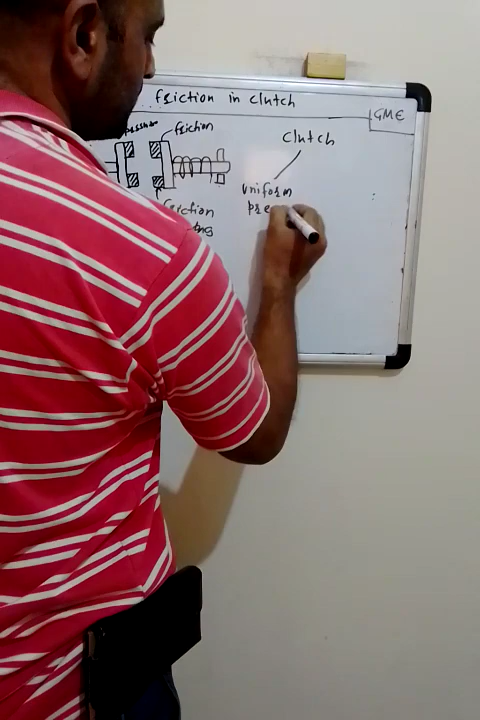 friction in clutch
GME
friction
Clutch
uniform
friction